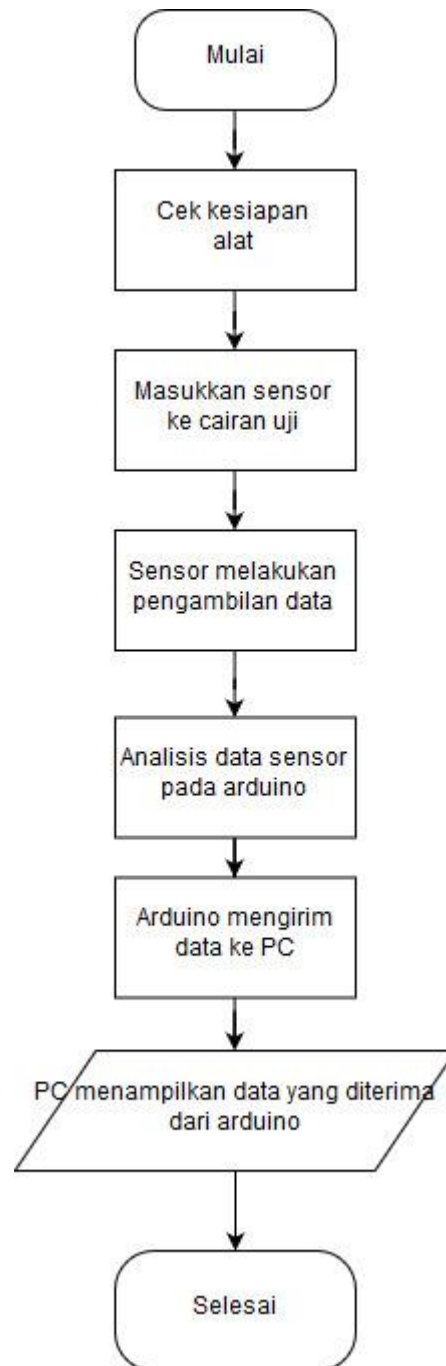 Mulai
Cek kesiapan
alat
Masukkan sensor
ke cairan uji
Sensor melakukan
pengambilan data
Analisis data sensor
pada arduino
Arduino mengirim
data ke PC
PC menampilkan data yang diterima
dari arduino
Selesai